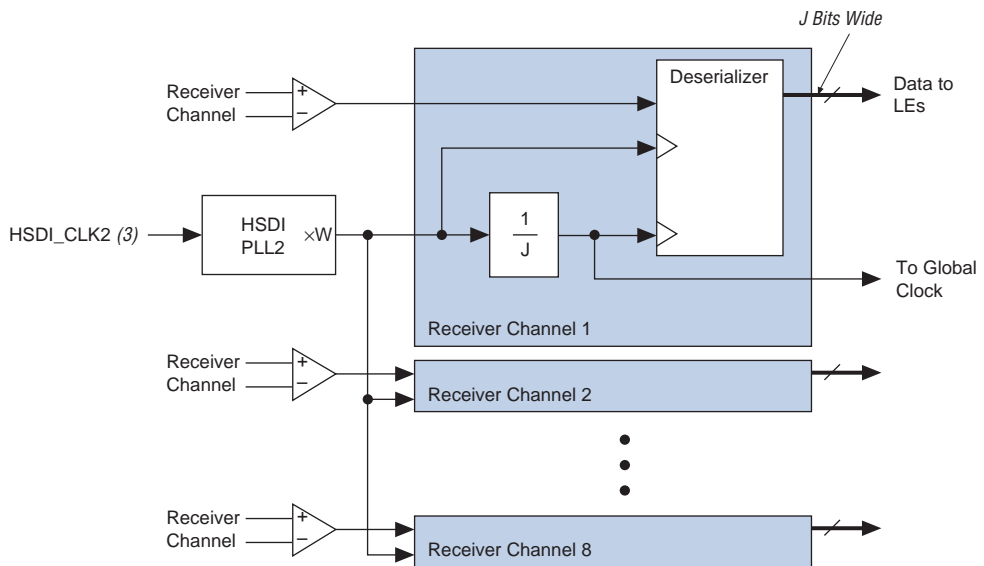 J Bits Wide
Deserializer
Receiver
Channel
+
−
Data to
LEs
HSDI_CLK2 (3)
HSDI
PLL2
×W
1
J
To Global
Clock
Receiver Channel 1
Receiver
Channel
+
−
Receiver Channel 2
Receiver
Channel
+
−
Receiver Channel 8